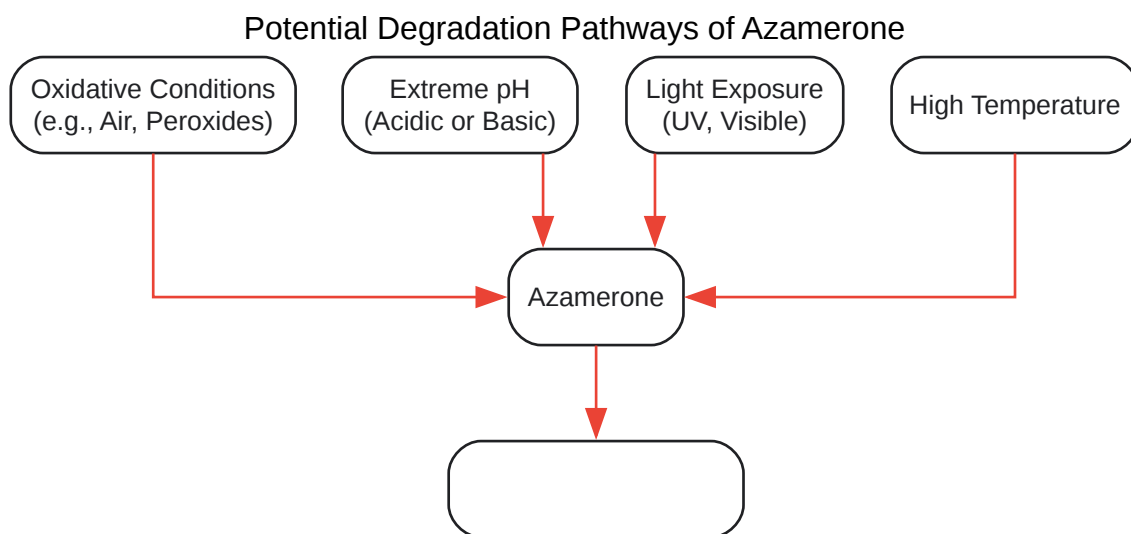 Potential Degradation Pathways of Azamerone
Oxidative Conditions
(e.g., Air, Peroxides)
Extreme pH
(Acidic or Basic)
Light Exposure
(UV, Visible)
High Temperature
Azamerone